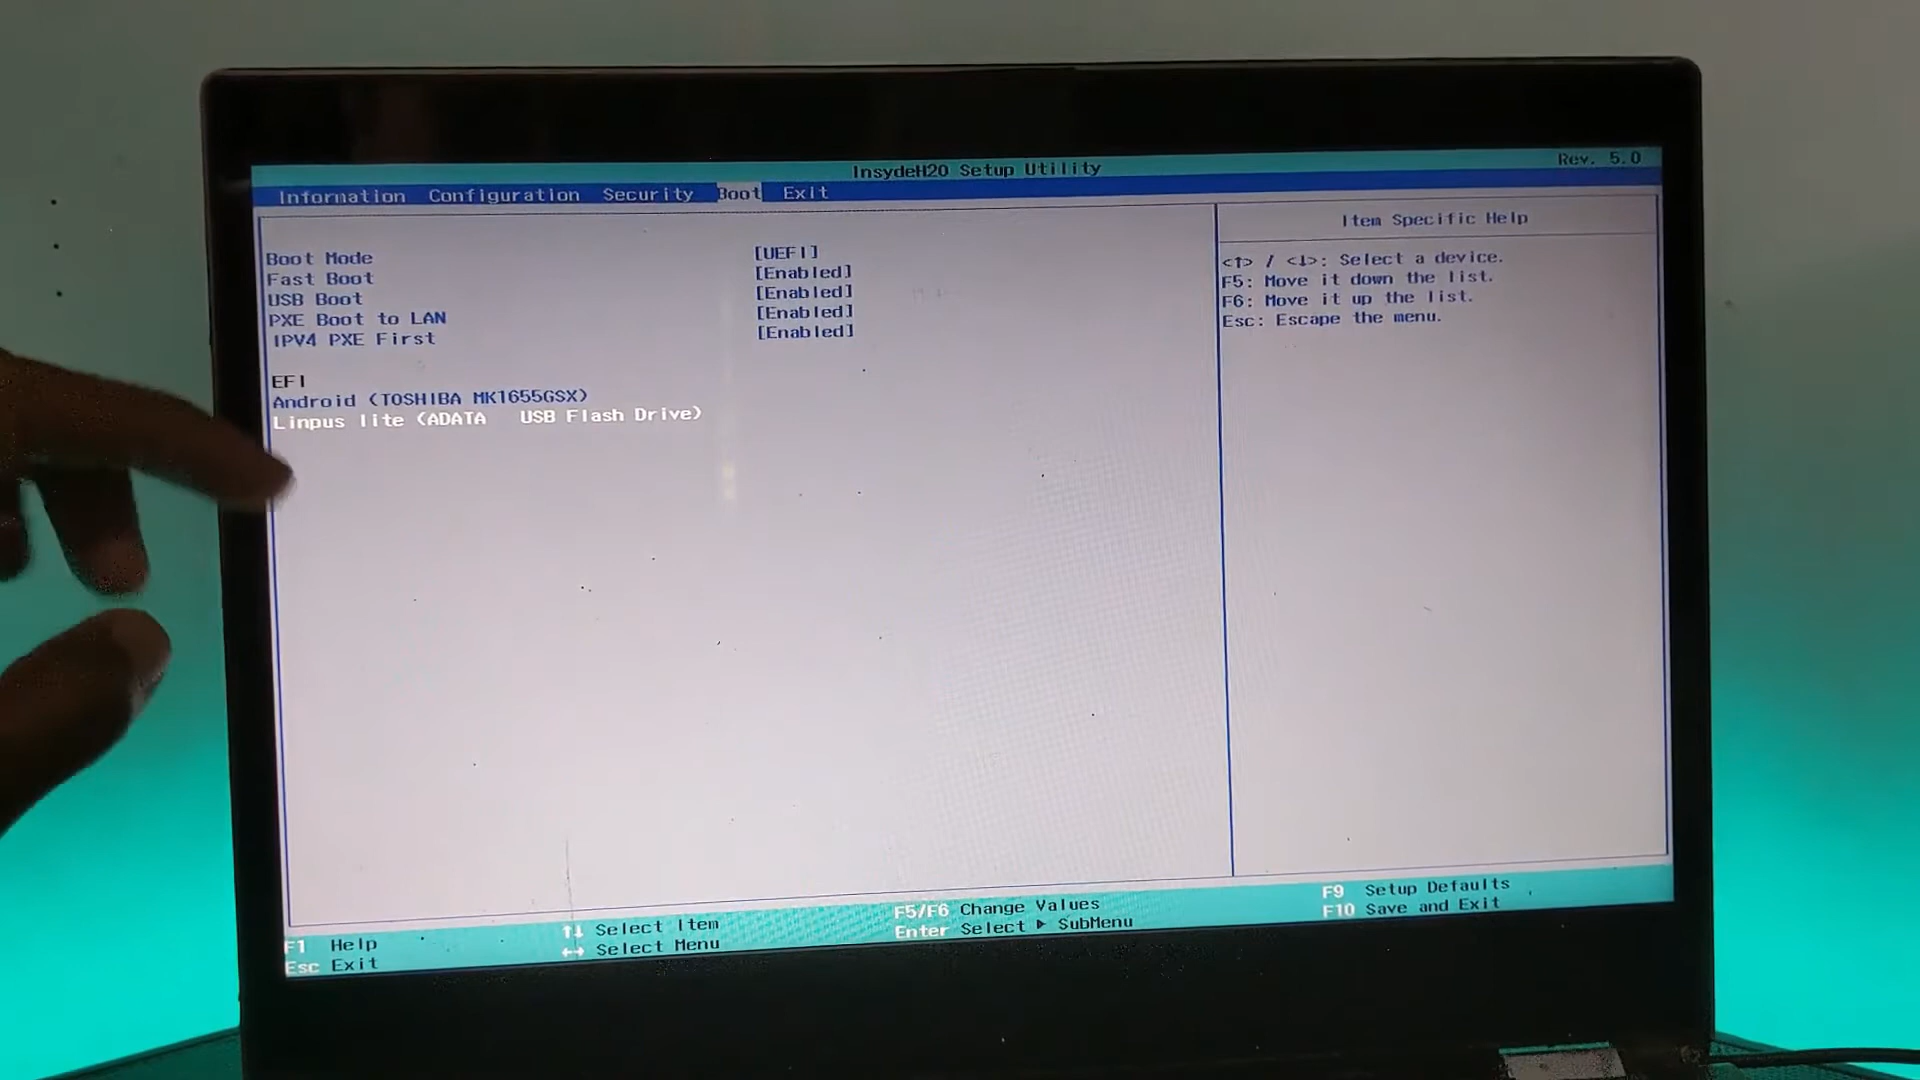 InsydeH2O Setup Utility
Rev. 5.0
Information Configuration Security Boot Exit
Boot Mode [UEFI]
Fast Boot [Enabled]
USB Boot [Enabled]
PXE Boot to LAN [Enabled]
IPV4 PXE First [Enabled]
EFI
Android (TOSHIBA MK1655GSX)
Linpus lite (ADATA USB Flash Drive)
Item Specific Help
<↑> / <↓>: Select a device.
F5: Move it down the list.
F6: Move it up the list.
Esc: Escape the menu.
F1 Help
Esc Exit
↑↓ Select Item
←→ Select Menu
F5/F6 Change Values
Enter Select ▶ SubMenu
F9 Setup Defaults
F10 Save and Exit